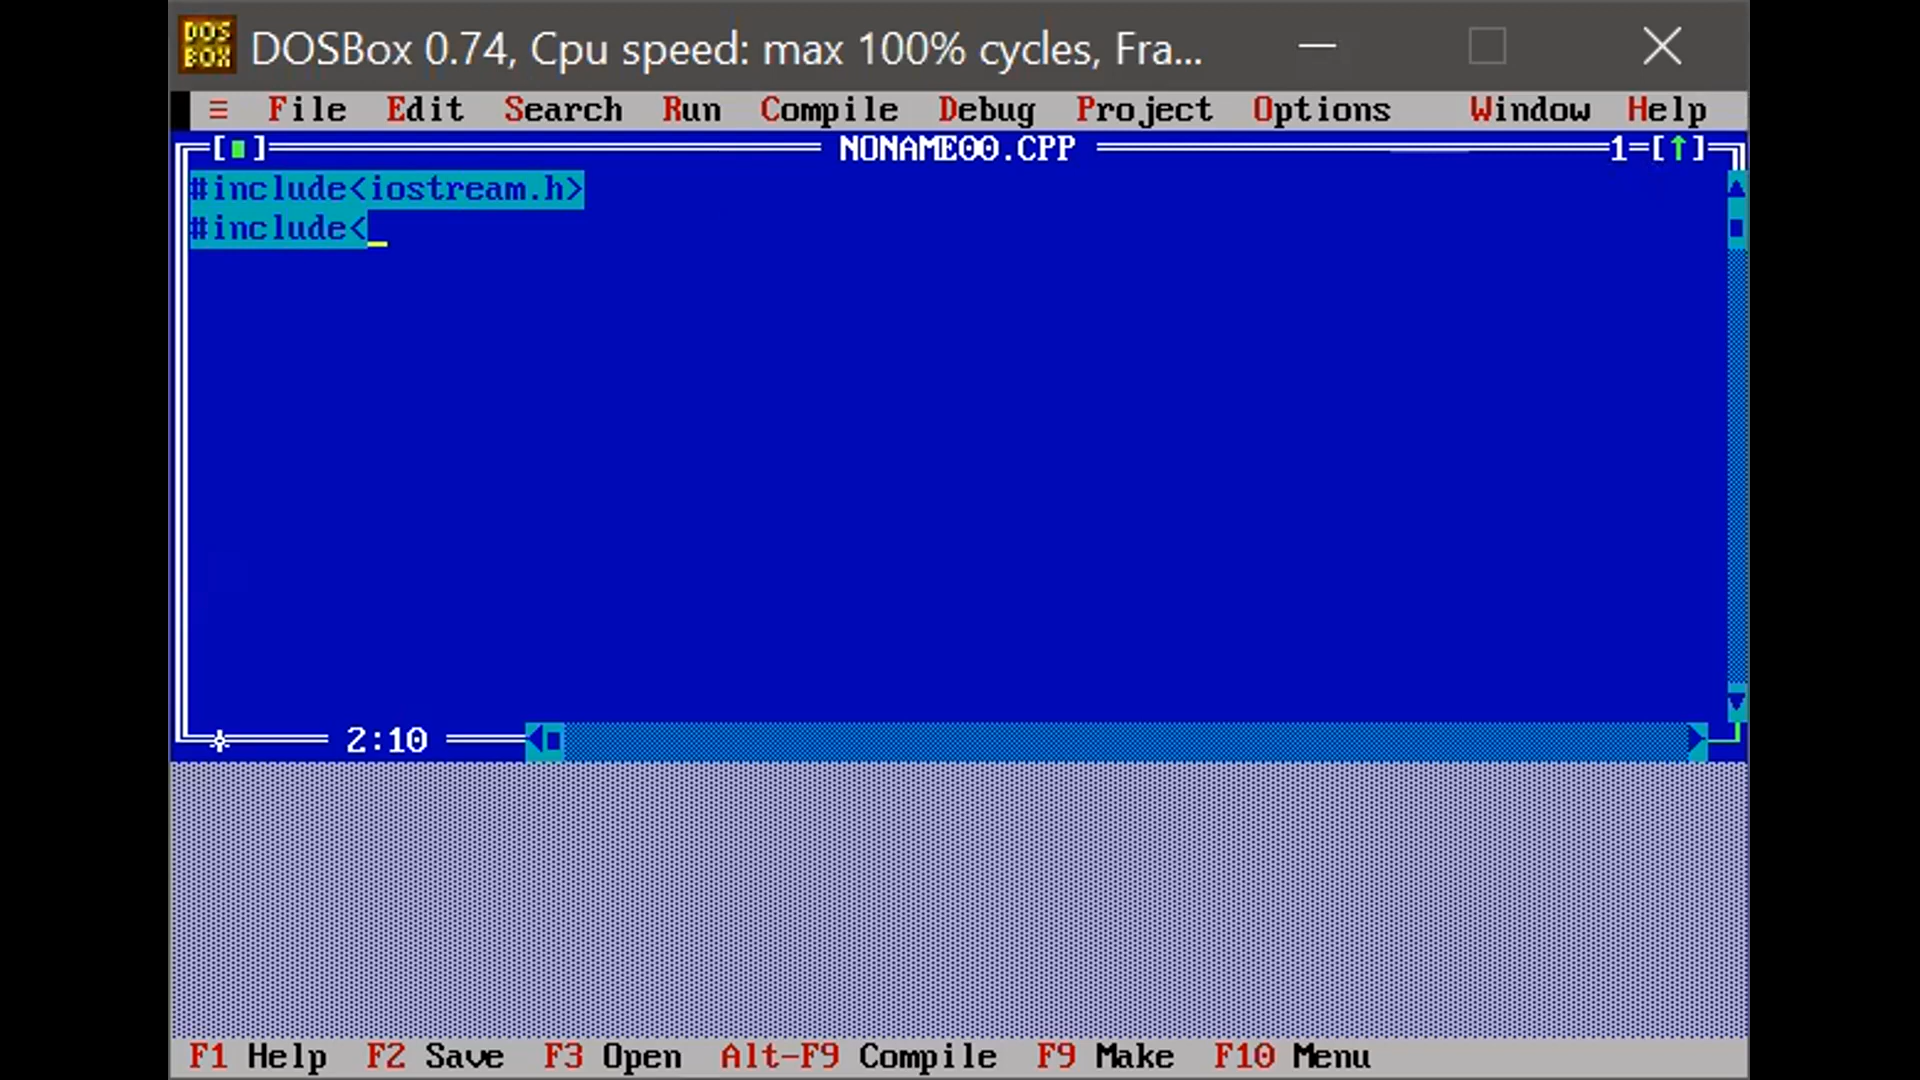 DOS
BOX
DOSBox 0.74, Cpu speed: max 100% cycles, Fra...
≡ File Edit Search Run Compile Debug Project Options Window Help
[■] NONAME00.CPP 1=[↑]
#include<iostream.h>
#include<_
2:10
F1 Help F2 Save F3 Open Alt-F9 Compile F9 Make F10 Menu